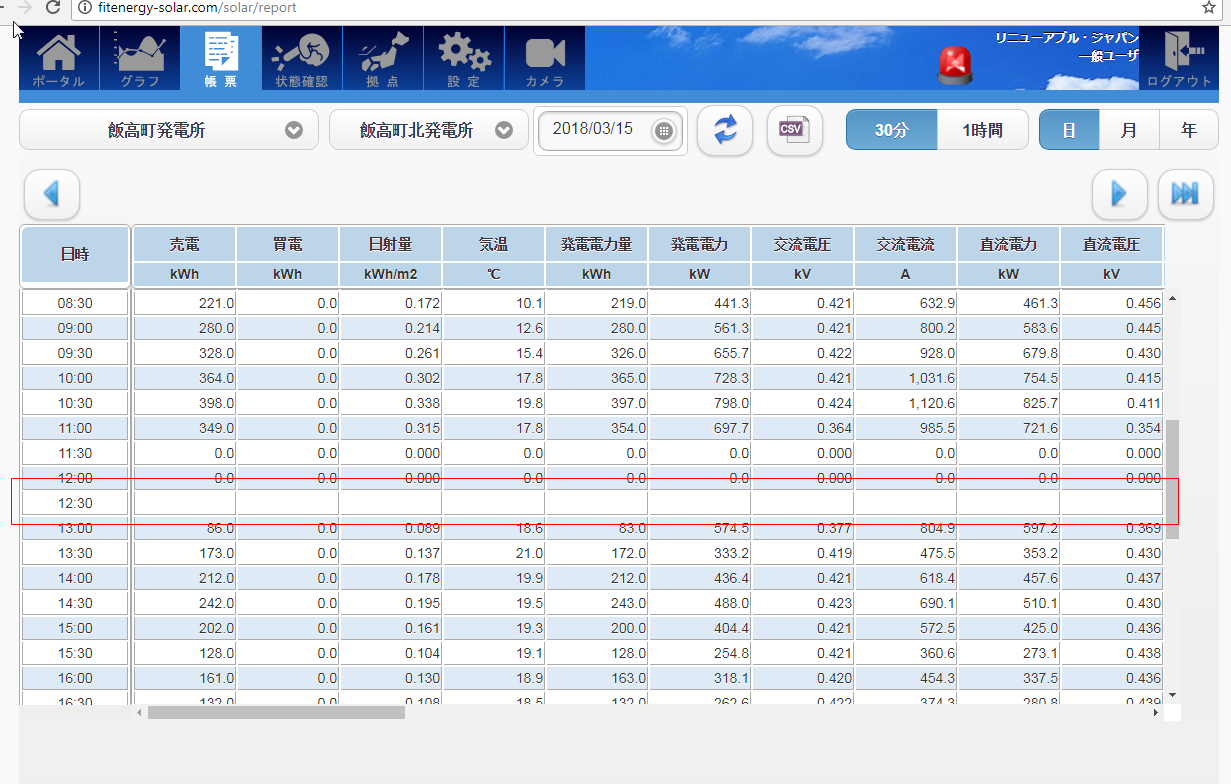 fitenergy-solar.com/solar/report
リニューアブル・ジャパン
一般ユーザ
ポータル グラフ 帳 票 状態確認 拠 点 設 定 カメラ ログアウト
飯高町発電所 飯高町北発電所 2018/03/15 CSV 30分 1時間 日 月 年
日時 売電 買電 日射量 気温 発電電力量 発電電力 交流電圧 交流電流 直流電力 直流電圧
kWh kWh kWh/m2 ℃ kWh kW kV A kW kV
08:30 221.0 0.0 0.172 10.1 219.0 441.3 0.421 632.9 461.3 0.456
09:00 280.0 0.0 0.214 12.6 280.0 561.3 0.421 800.2 583.6 0.445
09:30 328.0 0.0 0.261 15.4 326.0 655.7 0.422 928.0 679.8 0.430
10:00 364.0 0.0 0.302 17.8 365.0 728.3 0.421 1,031.6 754.5 0.415
10:30 398.0 0.0 0.338 19.8 397.0 798.0 0.424 1,120.6 825.7 0.411
11:00 349.0 0.0 0.315 17.8 354.0 697.7 0.364 985.5 721.6 0.354
11:30 0.0 0.0 0.000 0.0 0.0 0.0 0.000 0.0 0.0 0.000
12:00 0.0 0.0 0.000 0.0 0.0 0.0 0.000 0.0 0.0 0.000
12:30
13:00 86.0 0.0 0.089 18.6 83.0 574.5 0.377 804.9 597.2 0.369
13:30 173.0 0.0 0.137 21.0 172.0 333.2 0.419 475.5 353.2 0.430
14:00 212.0 0.0 0.178 19.9 212.0 436.4 0.421 618.4 457.6 0.437
14:30 242.0 0.0 0.195 19.5 243.0 488.0 0.423 690.1 510.1 0.430
15:00 202.0 0.0 0.161 19.3 200.0 404.4 0.421 572.5 425.0 0.436
15:30 128.0 0.0 0.104 19.1 128.0 254.8 0.421 360.6 273.1 0.438
16:00 161.0 0.0 0.130 18.9 163.0 318.1 0.420 454.3 337.5 0.436
16:30 132.0 0.0 0.108 18.5 132.0 262.6 0.422 374.3 280.8 0.439